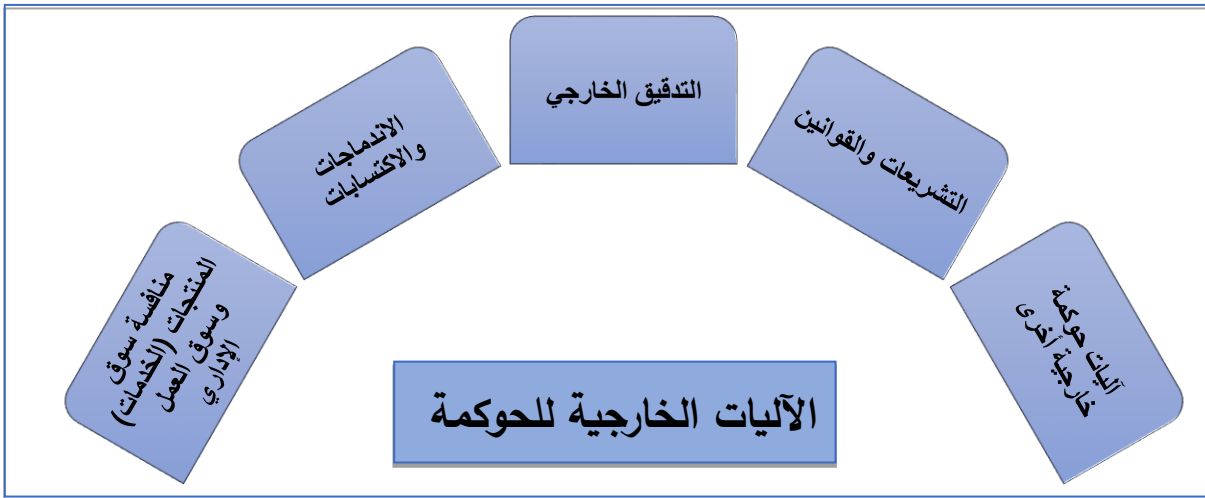 التدقيق الخارجي
الاندماجات
والاكتسابات
التشريعات والقوانين
منافسة سوق
المنتجات (الخدمات)
وسوق العمل
الإداري
آليات حوكمة
خارجية أخرى
الآليات الخارجية للحوكمة